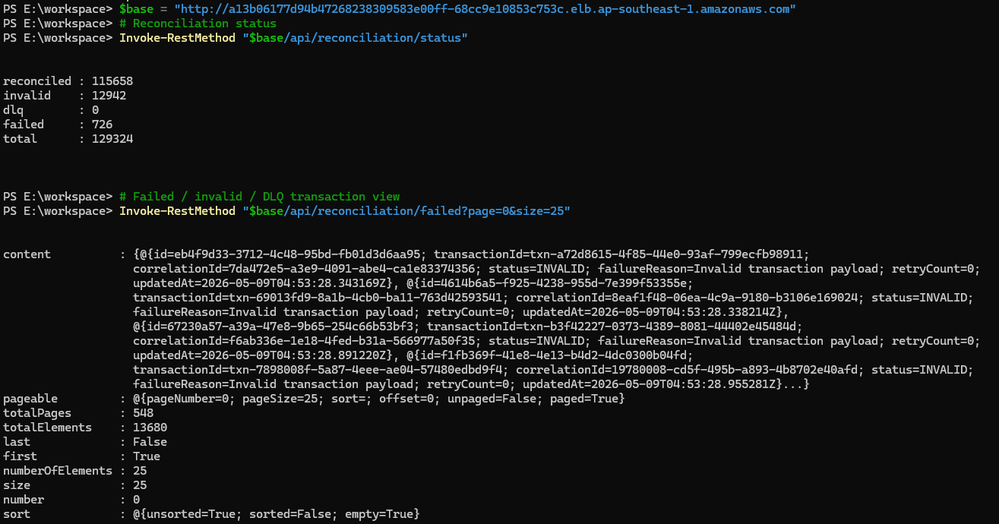 PS E:\workspace> $base = "http://a13b06177d94b47268238309583e00ff-68cc9e10853c753c.elb.ap-southeast-1.amazonaws.com"
PS E:\workspace> # Reconciliation status
PS E:\workspace> Invoke-RestMethod "$base/api/reconciliation/status"
reconciled : 115658
invalid    : 12942
dlq        : 0
failed     : 726
total      : 129324
PS E:\workspace> # Failed / invalid / DLQ transaction view
PS E:\workspace> Invoke-RestMethod "$base/api/reconciliation/failed?page=0&size=25"
content          : {@{id=eb4f9d33-3712-4c48-95bd-fb01d3d6aa95; transactionId=txn-a72d8615-4f85-44e0-93af-799ecfb98911;
                   correlationId=7da472e5-a3e9-4091-abe4-ca1e83374356; status=INVALID; failureReason=Invalid transaction payload; retryCount=0;
                   updatedAt=2026-05-09T04:53:28.343169Z}, @{id=4614b6a5-f925-4238-955d-7e399f53355e;
                   transactionId=txn-69013fd9-8a1b-4cb0-ba11-763d42593541; correlationId=8eaf1f48-06ea-4c9a-9180-b3106e169024; status=INVALID;
                   failureReason=Invalid transaction payload; retryCount=0; updatedAt=2026-05-09T04:53:28.338214Z},
                   @{id=67230a57-a39a-47e8-9b65-254c66b53bf3; transactionId=txn-b3f42227-0373-4389-8081-44402e45484d;
                   correlationId=f6ab336e-1e18-4fed-b31a-566977a50f35; status=INVALID; failureReason=Invalid transaction payload; retryCount=0;
                   updatedAt=2026-05-09T04:53:28.891220Z}, @{id=f1fb369f-41e8-4e13-b4d2-4dc0300b04fd;
                   transactionId=txn-7898008f-5a87-4eee-ae04-57480edbd9f4; correlationId=19780008-cd5f-495b-a893-4b8702e40afd; status=INVALID;
                   failureReason=Invalid transaction payload; retryCount=0; updatedAt=2026-05-09T04:53:28.955281Z}...}
pageable         : @{pageNumber=0; pageSize=25; sort=; offset=0; unpaged=False; paged=True}
totalPages       : 548
totalElements    : 13680
last             : False
first            : True
numberOfElements : 25
size             : 25
number           : 0
sort             : @{unsorted=True; sorted=False; empty=True}